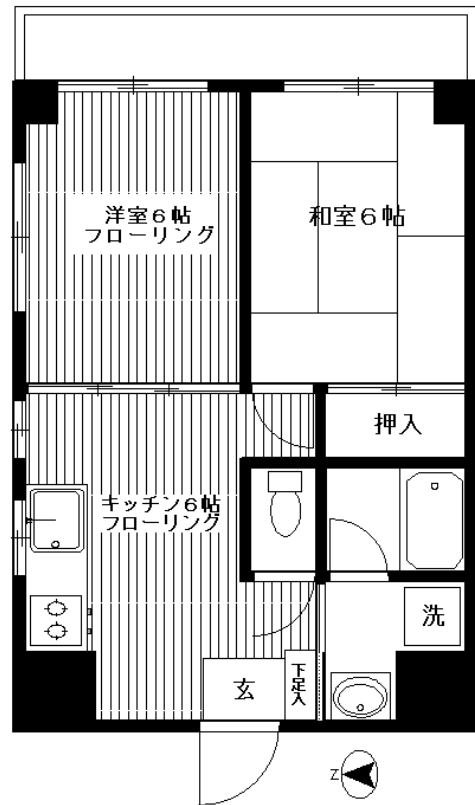 洋室6帖
フローリング
和室6帖
押入
キッチン6帖
フローリング
洗
玄
下足入
N